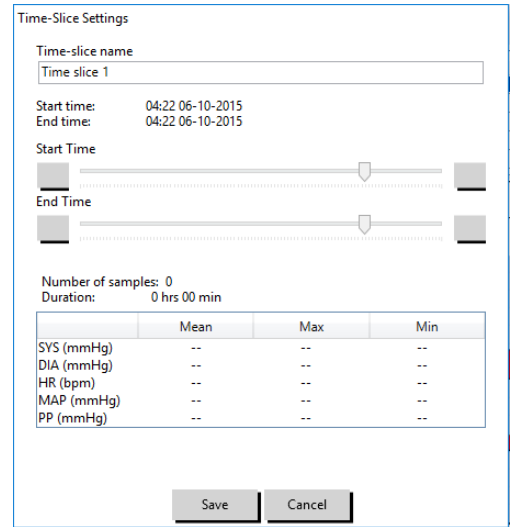 Time-Slice Settings
Time-slice name
Time slice 1
Start time: 04:22 06-10-2015
End time: 04:22 06-10-2015
Start Time
End Time
Number of samples: 0
Duration: 0 hrs 00 min
Mean Max Min
SYS (mmHg) -- -- --
DIA (mmHg) -- -- --
HR (bpm) -- -- --
MAP (mmHg) -- -- --
PP (mmHg) -- -- --
Save Cancel